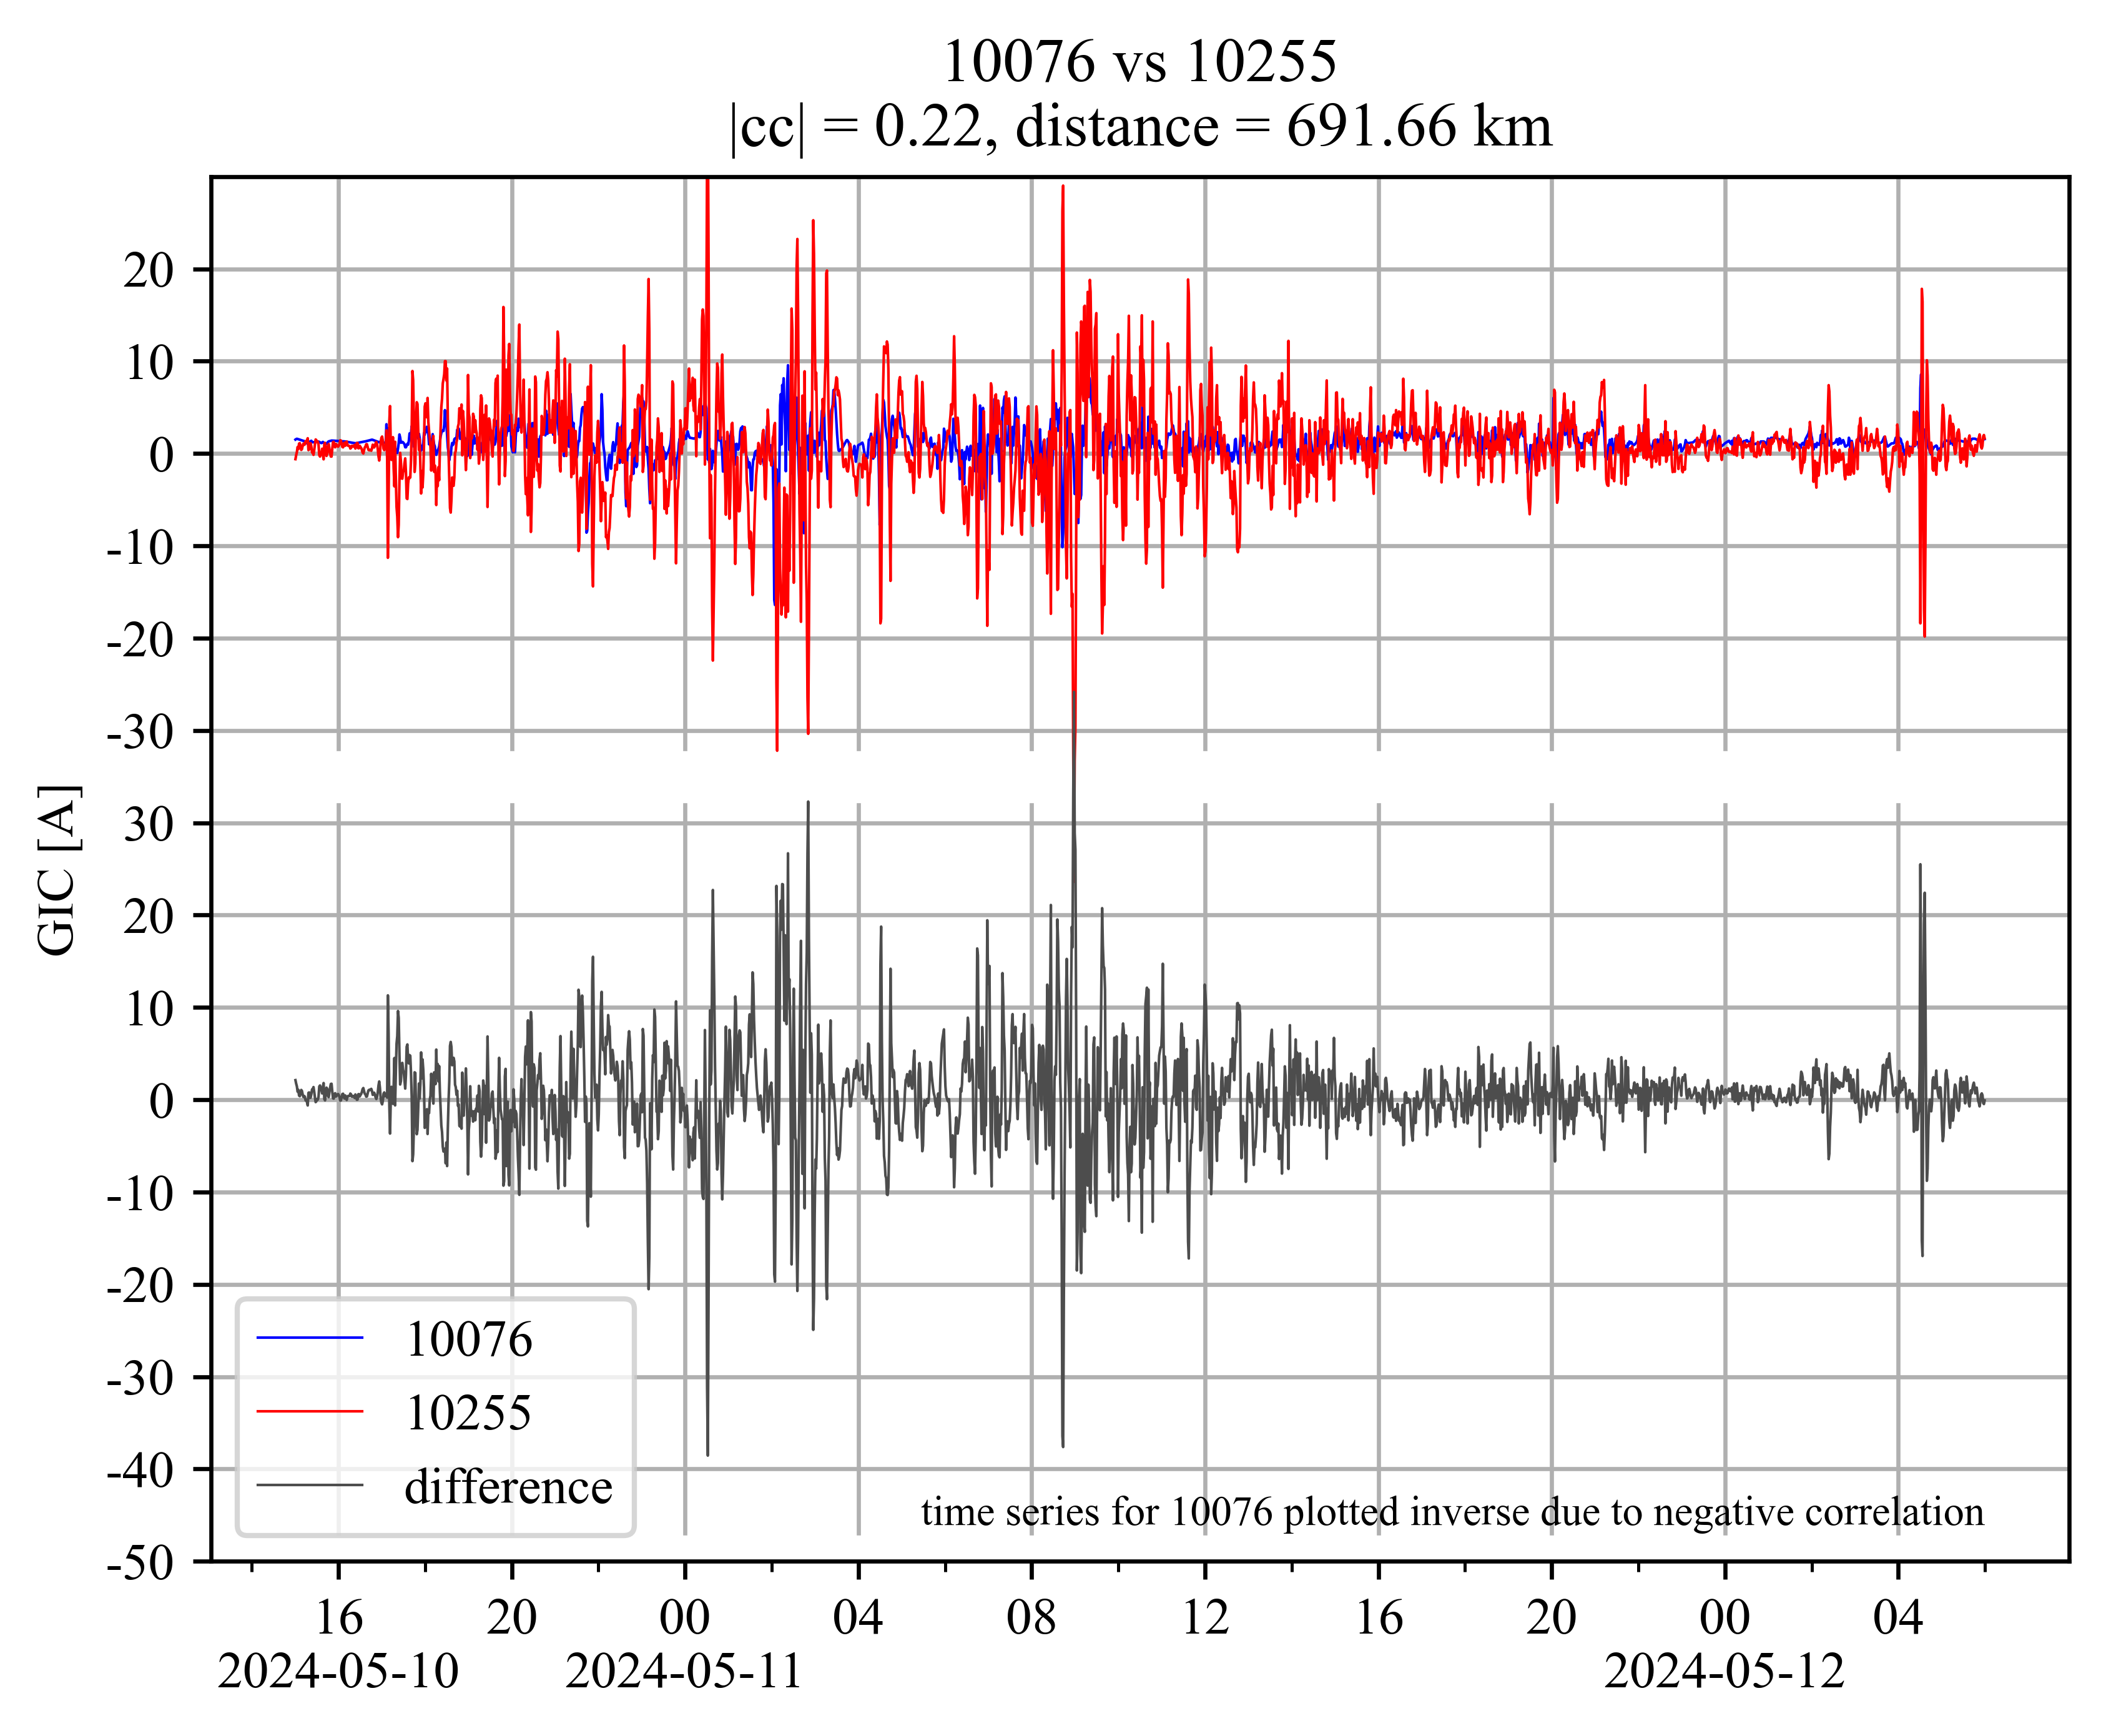 10076 vs 10255
|cc| = 0.22, distance = 691.66 km
GIC [A]
20
10
0
-10
-20
-30
30
20
10
0
-10
-20
-30
-40
-50
10076
10255
difference
time series for 10076 plotted inverse due to negative correlation
16 20 00 04 08 12 16 20 00 04
2024-05-10 2024-05-11 2024-05-12